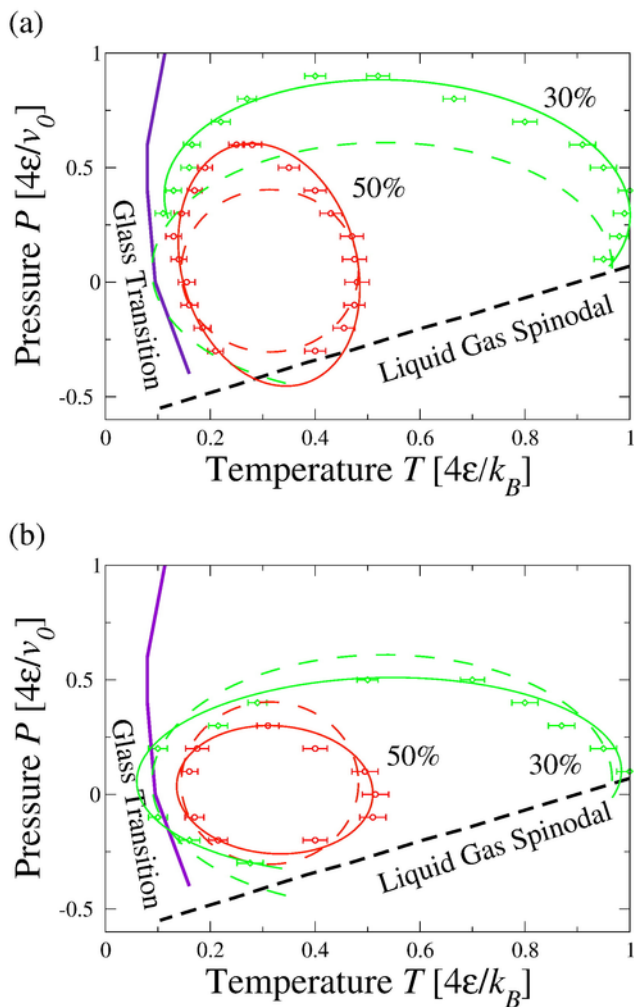 (a)
1
0.5
0
-0.5
Pressure P [4ε/v0]
Glass Transition
30%
50%
Liquid Gas Spinodal
0
0.2
0.4
0.6
0.8
1
Temperature T [4ε/kB]
(b)
1
0.5
0
-0.5
Pressure P [4ε/v0]
Glass Transition
50%
30%
Liquid Gas Spinodal
0
0.2
0.4
0.6
0.8
1
Temperature T [4ε/kB]